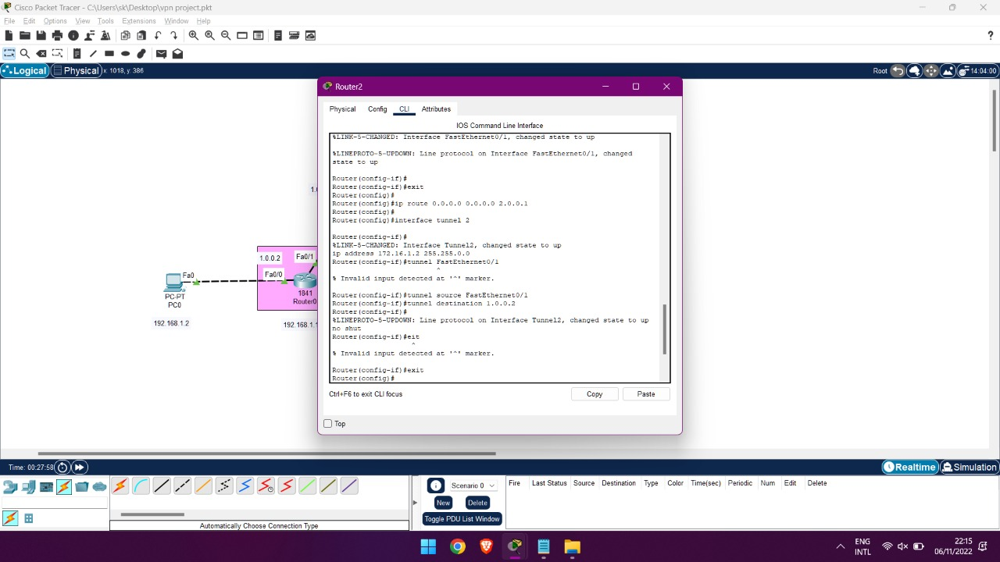 Cisco Packet Tracer - C:\Users\sk\Desktop\vpn project.pkt
File Edit Options View Tools Extensions Window Help
?
Logical Physical x: 1018, y: 386 Root 14:04:00
Router2
Physical Config CLI Attributes
IOS Command Line Interface
%LINK-5-CHANGED: Interface FastEthernet0/1, changed state to up
%LINEPROTO-5-UPDOWN: Line protocol on Interface FastEthernet0/1, changed
state to up
Router(config-if)#
Router(config-if)#exit
Router(config)#
Router(config)#ip route 0.0.0.0 0.0.0.0 2.0.0.1
Router(config)#
Router(config)#interface tunnel 2
Router(config-if)#
%LINK-5-CHANGED: Interface Tunnel2, changed state to up
ip address 172.16.1.2 255.255.0.0
Router(config-if)#tunnel FastEthernet0/1
^
% Invalid input detected at '^' marker.
Router(config-if)#tunnel source FastEthernet0/1
Router(config-if)#tunnel destination 1.0.0.2
Router(config-if)#
%LINEPROTO-5-UPDOWN: Line protocol on Interface Tunnel2, changed state to up
no shut
Router(config-if)#eit
^
% Invalid input detected at '^' marker.
Router(config-if)#exit
Router(config)#
Ctrl+F6 to exit CLI focus
Copy Paste
Top
1.0.0.2 Fa0/1
Fa0/0
1841
Router0
192.168.1.1
Fa0
PC-PT
PC0
192.168.1.2
Time: 00:27:58 Realtime Simulation
Scenario 0
New Delete
Toggle PDU List Window
Fire Last Status Source Destination Type Color Time(sec) Periodic Num Edit Delete
Automatically Choose Connection Type
ENG
INTL
22:15
06/11/2022